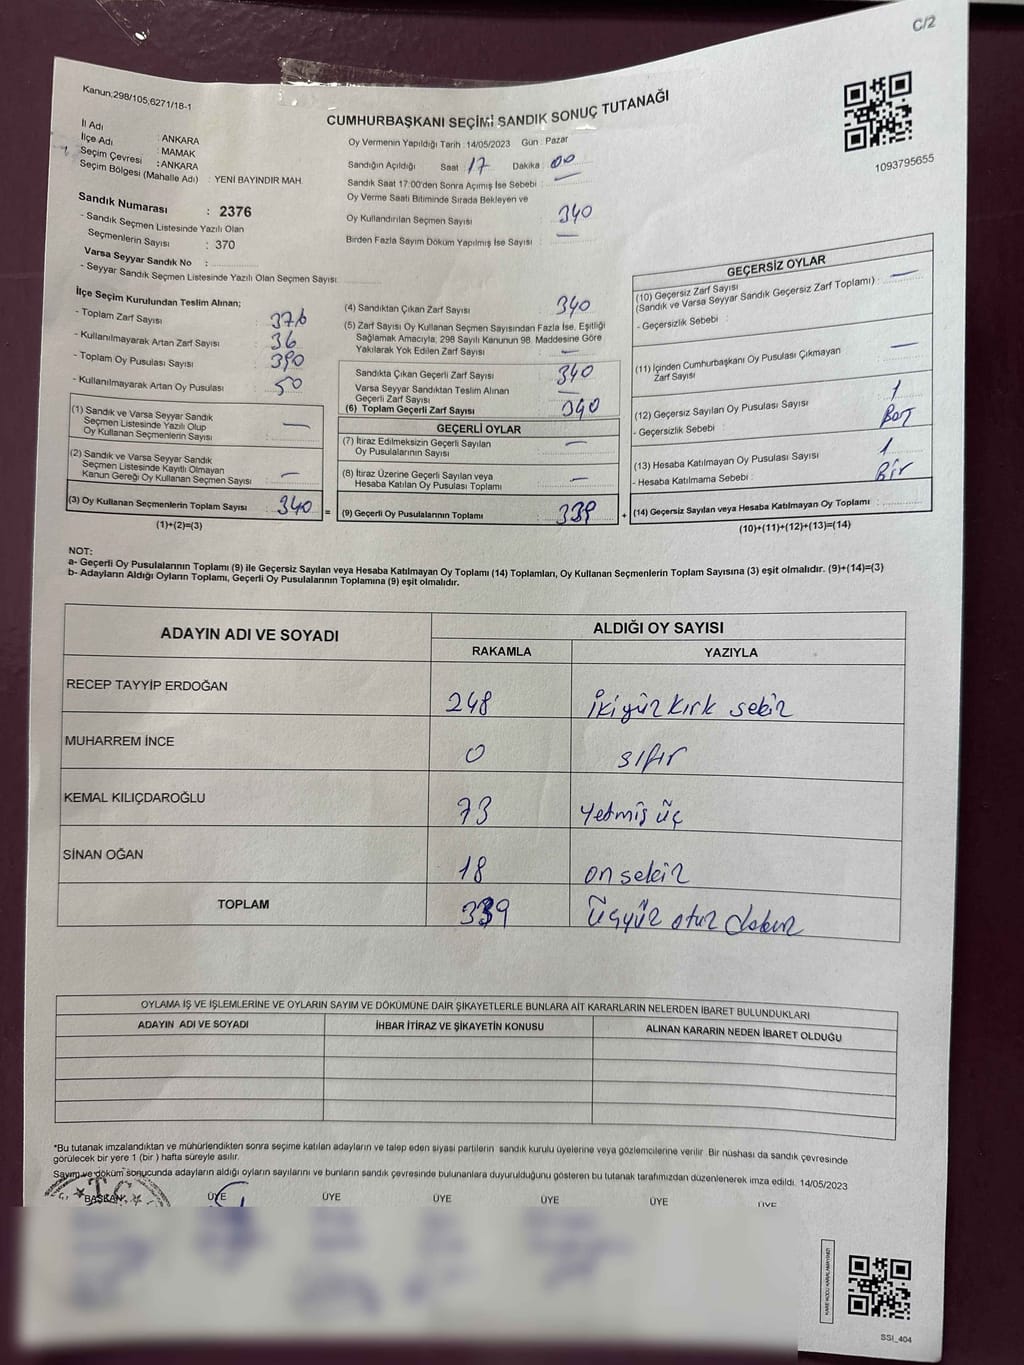 C/2
Kanun,298/105,6271/18-1
CUMHURBAŞKANI SEÇİMİ SANDIK SONUÇ TUTANAĞI
1093795655
İl Adı : ANKARA
İlçe Adı : MAMAK
Seçim Çevresi : ANKARA
Seçim Bölgesi (Mahalle Adı) : YENİ BAYINDIR MAH.
Sandık Numarası : 2376
- Sandık Seçmen Listesinde Yazılı Olan
Seçmenlerin Sayısı : 370
Varsa Seyyar Sandık No :
- Seyyar Sandık Seçmen Listesinde Yazılı Olan Seçmen Sayısı
Oy Vermenin Yapıldığı Tarih : 14/05/2023 Gün : Pazar
Sandığın Açıldığı Saat 17 Dakika : 00
Sandık Saat 17:00'den Sonra Açımış İse Sebebi : —
Oy Verme Saati Bitiminde Sırada Bekleyen ve
Oy Kullandırılan Seçmen Sayısı : 340
Birden Fazla Sayım Döküm Yapılmış İse Sayısı : —
İlçe Seçim Kurulundan Teslim Alınan;
- Toplam Zarf Sayısı : 376
- Kullanılmayarak Artan Zarf Sayısı : 36
- Toplam Oy Pusulası Sayısı : 390
- Kullanılmayarak Artan Oy Pusulası : 50
(1) Sandık ve Varsa Seyyar Sandık
Seçmen Listesinde Yazılı Olup
Oy Kullanan Seçmenlerin Sayısı : —
(2) Sandık ve Varsa Seyyar Sandık
Seçmen Listesinde Kayıtlı Olmayan
Kanun Gereği Oy Kullanan Seçmen Sayısı : —
(3) Oy Kullanan Seçmenlerin Toplam Sayısı : 340
(1)+(2)=(3)
=
(4) Sandıktan Çıkan Zarf Sayısı : 340
(5) Zarf Sayısı Oy Kullanan Seçmen Sayısından Fazla İse, Eşitliği
Sağlamak Amacıyla; 298 Sayılı Kanunun 98. Maddesine Göre
Yakılarak Yok Edilen Zarf Sayısı : —
Sandıkta Çıkan Geçerli Zarf Sayısı : 340
Varsa Seyyar Sandıktan Teslim Alınan
Geçerli Zarf Sayısı : —
(6) Toplam Geçerli Zarf Sayısı : 340
GEÇERLİ OYLAR
(7) İtiraz Edilmeksizin Geçerli Sayılan
Oy Pusulalarının Sayısı : —
(8) İtiraz Üzerine Geçerli Sayılan veya
Hesaba Katılan Oy Pusulası Toplamı : —
(9) Geçerli Oy Pusulalarının Toplamı : 339
+
GEÇERSİZ OYLAR
(10) Geçersiz Zarf Sayısı
(Sandık ve Varsa Seyyar Sandık Geçersiz Zarf Toplamı) : —
- Geçersizlik Sebebi :
(11) İçinden Cumhurbaşkanı Oy Pusulası Çıkmayan
Zarf Sayısı : —
(12) Geçersiz Sayılan Oy Pusulası Sayısı : 1
- Geçersizlik Sebebi :
(13) Hesaba Katılmayan Oy Pusulası Sayısı : 1
- Hesaba Katılmama Sebebi : Bir
(14) Geçersiz Sayılan veya Hesaba Katılmayan Oy Toplamı :
(10)+(11)+(12)+(13)=(14)
NOT:
a- Geçerli Oy Pusulalarının Toplamı (9) ile Geçersiz Sayılan veya Hesaba Katılmayan Oy Toplamı (14) Toplamları, Oy Kullanan Seçmenlerin Toplam Sayısına (3) eşit olmalıdır. (9)+(14)=(3)
b- Adayların Aldığı Oyların Toplamı, Geçerli Oy Pusulalarının Toplamına (9) eşit olmalıdır.
ADAYIN ADI VE SOYADI ALDIĞI OY SAYISI
RAKAMLA YAZIYLA
RECEP TAYYİP ERDOĞAN 248 ikiyüz kırk sekiz
MUHARREM İNCE 0 sıfır
KEMAL KILIÇDAROĞLU 73 Yetmiş üç
SİNAN OĞAN 18 on sekiz
TOPLAM 339 Üçyüz otuz dokuz
OYLAMA İŞ VE İŞLEMLERİNE VE OYLARIN SAYIM VE DÖKÜMÜNE DAİR ŞİKAYETLERLE BUNLARA AİT KARARLARIN NELERDEN İBARET BULUNDUKLARI
ADAYIN ADI VE SOYADI İHBAR İTİRAZ VE ŞİKAYETİN KONUSU ALINAN KARARIN NEDEN İBARET OLDUĞU
*Bu tutanak imzalandıktan ve mühürlendikten sonra seçime katılan adayların ve talep eden siyasi partilerin sandık kurulu üyelerine veya gözlemcilerine verilir Bir nüshası da sandık çevresinde
görülecek bir yere 1 (bir) hafta süreyle asılır.
Sayım ve döküm sonucunda adayların aldığı oyların sayılarını ve bunların sandık çevresinde bulunanlara duyurulduğunu gösteren bu tutanak tarafımızdan düzenlenerek imza edildi. 14/05/2023
BAŞKAN ÜYE ÜYE ÜYE ÜYE ÜYE ÜYE
SSI_404